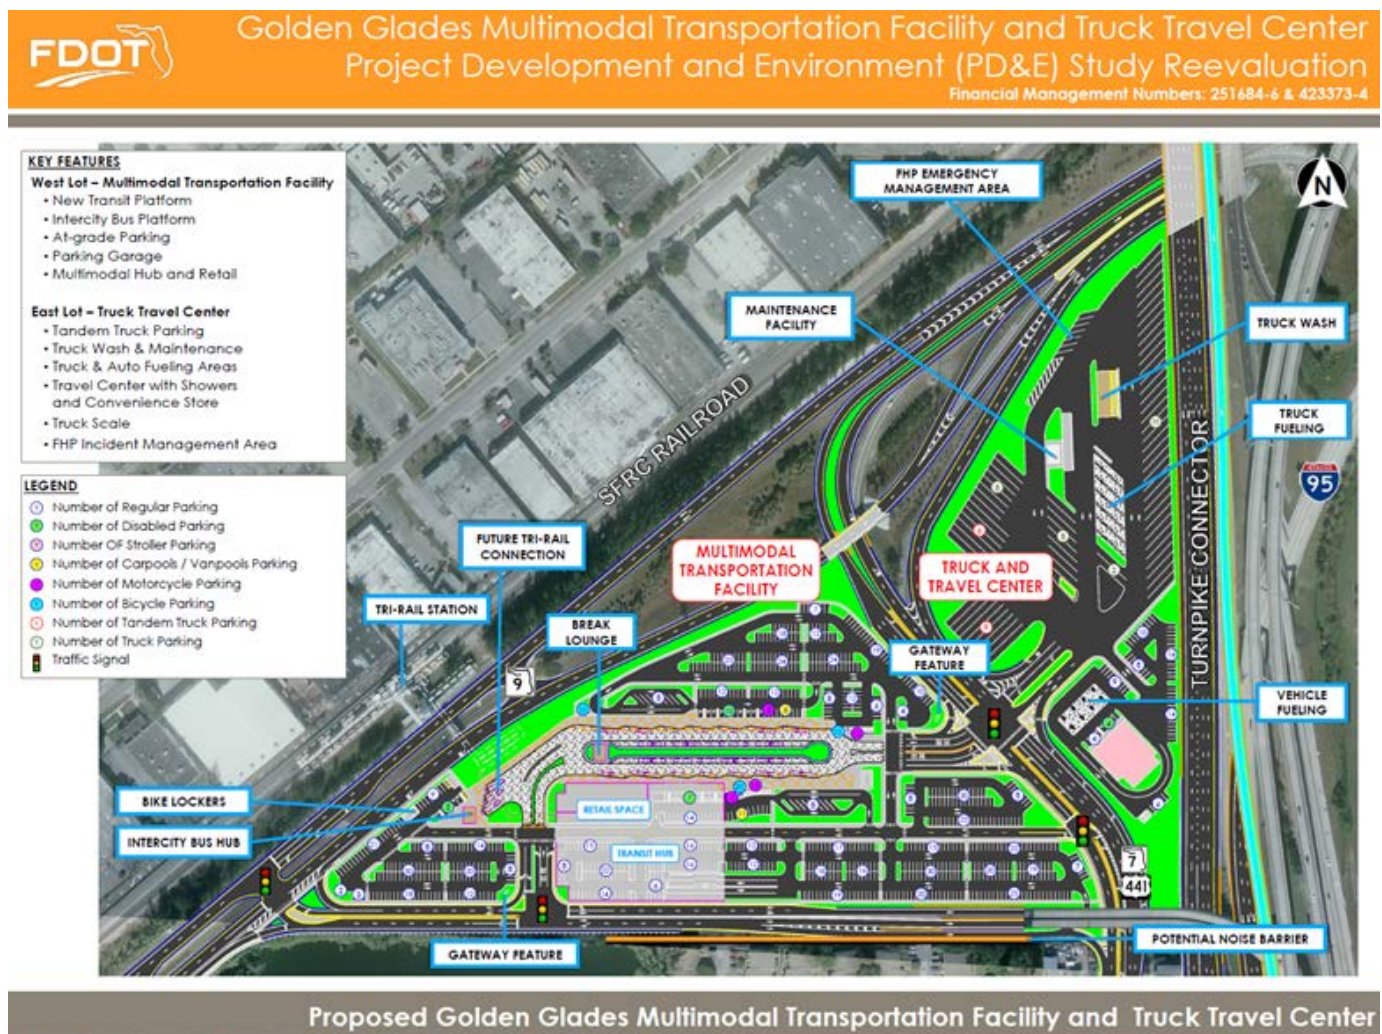 FDOT
Golden Glades Multimodal Transportation Facility and Truck Travel Center
Project Development and Environment (PD&E) Study Reevaluation
Financial Management Numbers: 251684-6 & 423373-4
KEY FEATURES
West Lot – Multimodal Transportation Facility
• New Transit Platform
• Intercity Bus Platform
• At-grade Parking
• Parking Garage
• Multimodal Hub and Retail
East Lot – Truck Travel Center
• Tandem Truck Parking
• Truck Wash & Maintenance
• Truck & Auto Fueling Areas
• Travel Center with Showers
and Convenience Store
• Truck Scale
• FHP Incident Management Area
LEGEND
Number of Regular Parking
Number of Disabled Parking
Number OF Stroller Parking
Number of Carpools / Vanpools Parking
Number of Motorcycle Parking
Number of Bicycle Parking
Number of Tandem Truck Parking
Number of Truck Parking
Traffic Signal
FHP EMERGENCY
MANAGEMENT AREA
N
MAINTENANCE
FACILITY
TRUCK WASH
TRUCK
FUELING
SFRC RAILROAD
TURNPIKE CONNECTOR
95
FUTURE TRI-RAIL
CONNECTION
MULTIMODAL
TRANSPORTATION
FACILITY
TRUCK AND
TRAVEL CENTER
TRI-RAIL STATION
BREAK
LOUNGE
9
GATEWAY
FEATURE
VEHICLE
FUELING
BIKE LOCKERS
RETAIL SPACE
INTERCITY BUS HUB
TRANSIT HUB
7
441
GATEWAY FEATURE
POTENTIAL NOISE BARRIER
Proposed Golden Glades Multimodal Transportation Facility and Truck Travel Center